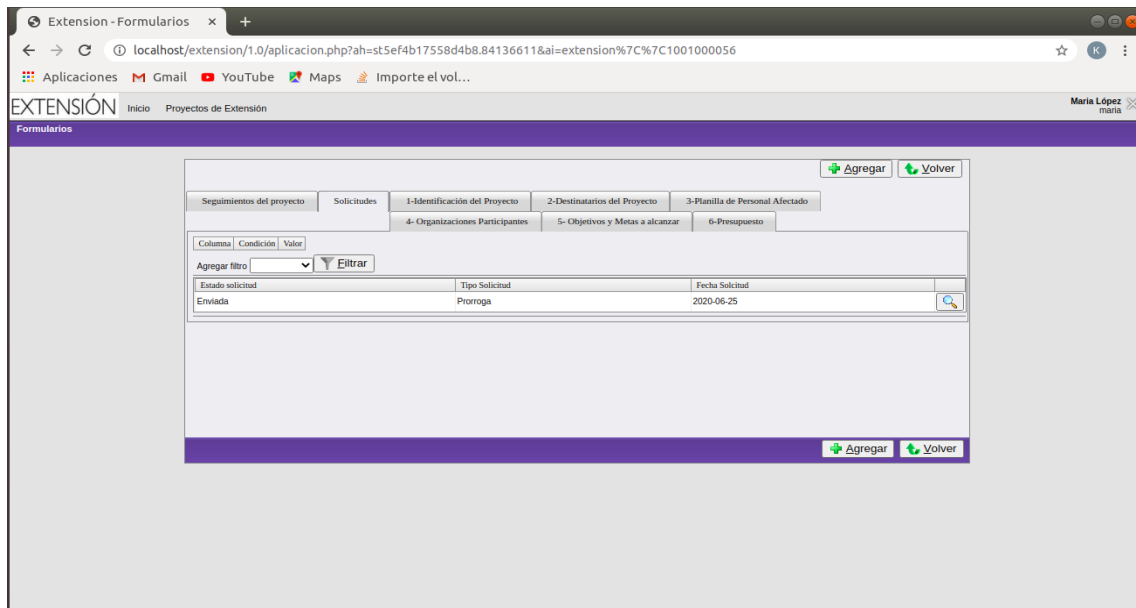 Extension - Formularios
localhost/extension/1.0/aplicacion.php?ah=st5ef4b17558d4b8.84136611&ai=extension%7C%7C1001000056
K
Aplicaciones Gmail YouTube Maps Importe el vol...
EXTENSIÓN Inicio Proyectos de Extensión Maria López
maria
Formularios
Agregar Volver
Seguimientos del proyecto Solicitudes 1-Identificación del Proyecto 2-Destinatarios del Proyecto 3-Planilla de Personal Afectado
4- Organizaciones Participantes 5- Objetivos y Metas a alcanzar 6-Presupuesto
Columna Condición Valor
Agregar filtro Filtrar
Estado solicitud Tipo Solicitud Fecha Solcitud
Enviada Prorroga 2020-06-25
Agregar Volver